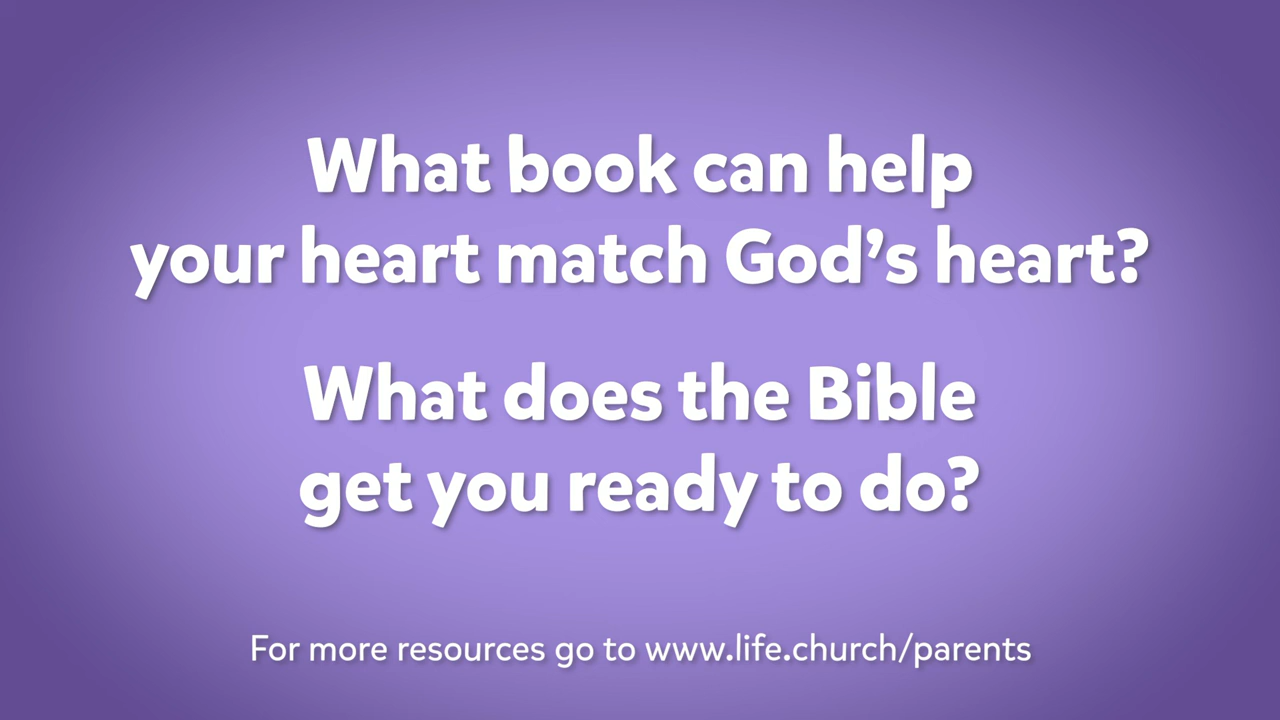 What book can help
your heart match God’s heart?
What does the Bible
get you ready to do?
For more resources go to www.life.church/parents